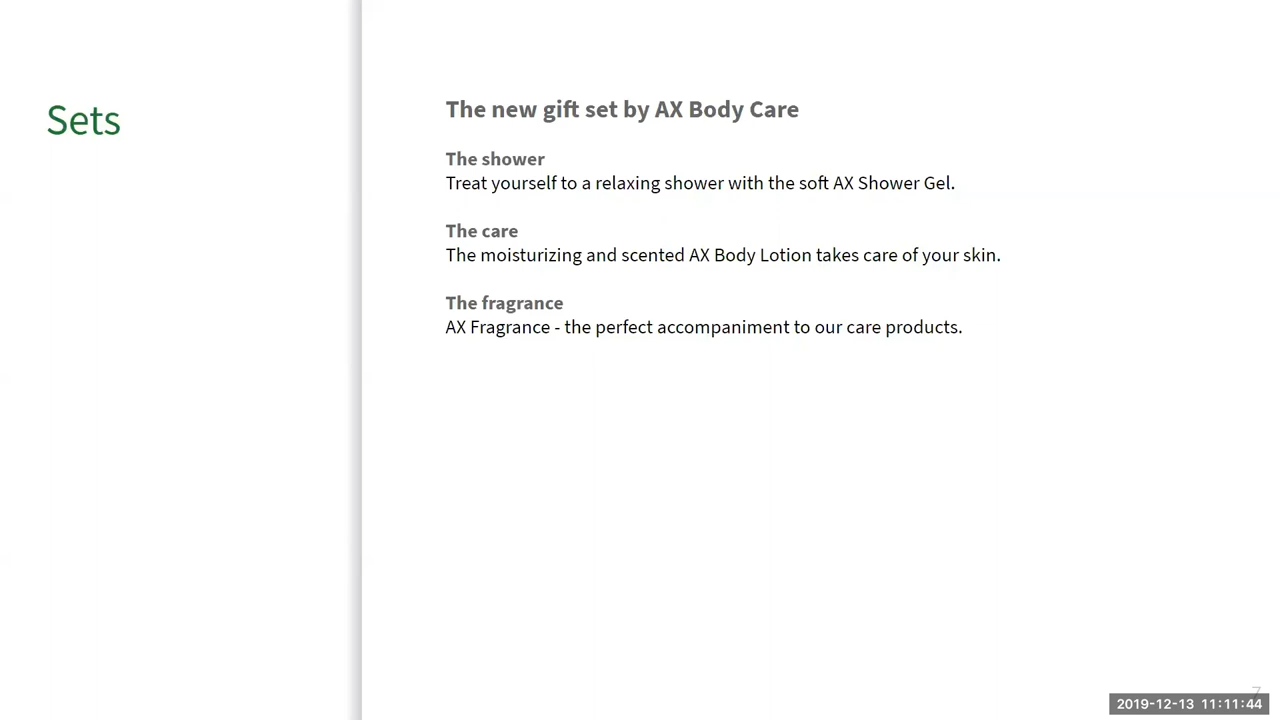 Sets
The new gift set by AX Body Care
The shower
Treat yourself to a relaxing shower with the soft AX Shower Gel.
The care
The moisturizing and scented AX Body Lotion takes care of your skin.
The fragrance
AX Fragrance - the perfect accompaniment to our care products.
7
2019-12-13 11:11:44